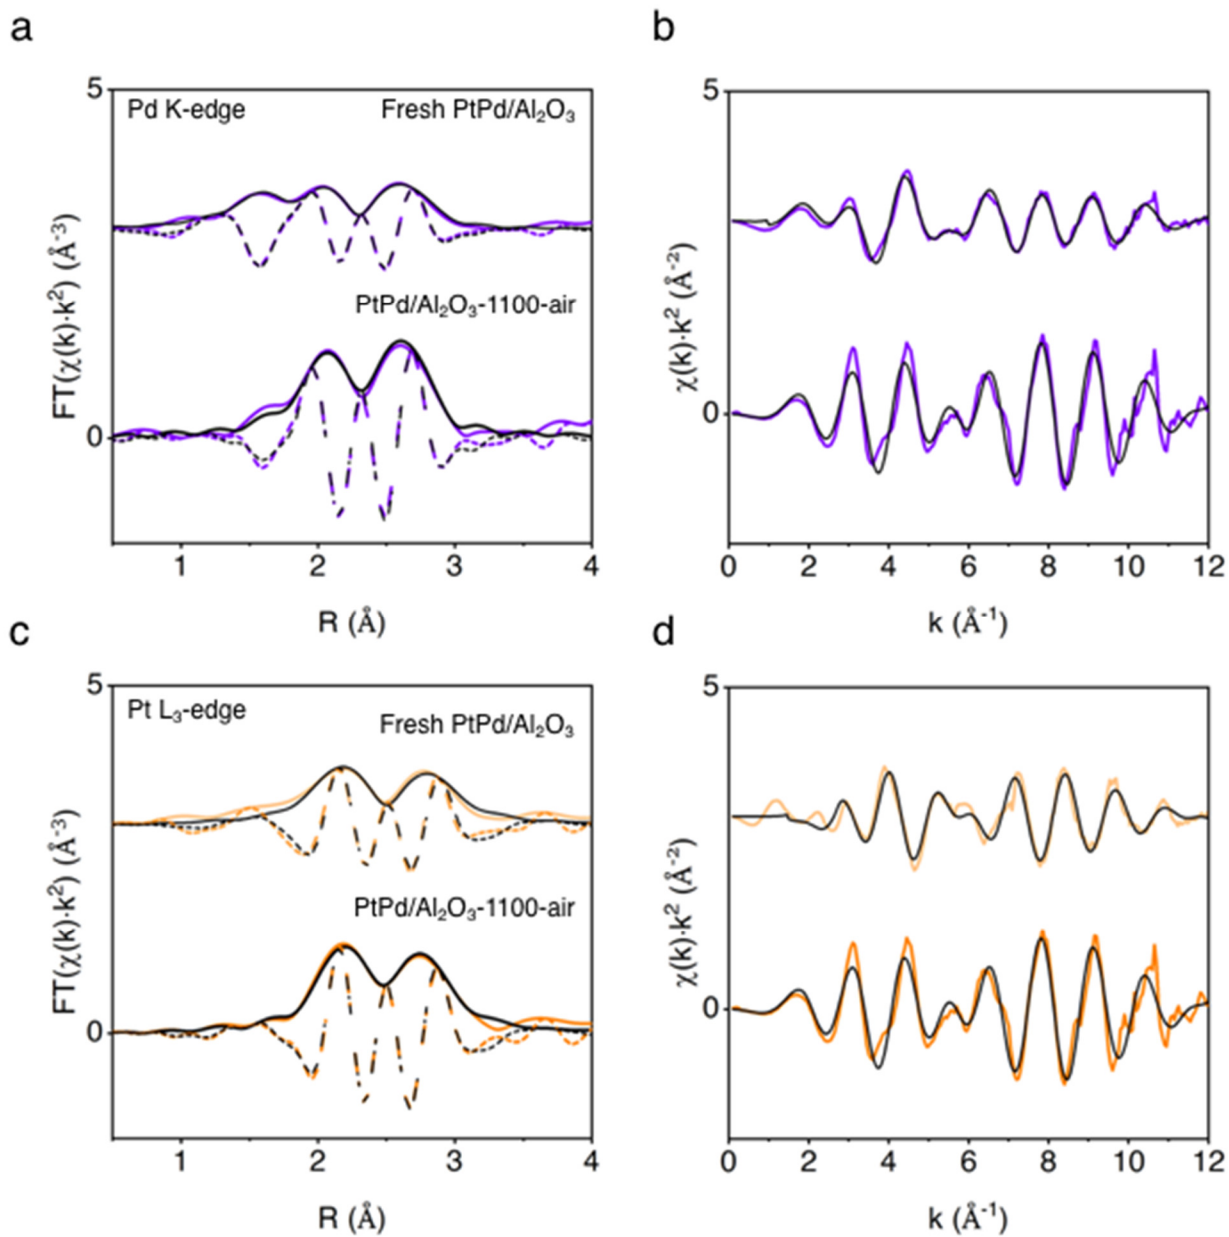 a
5
Pd K-edge
Fresh PtPd/Al₂O₃
PtPd/Al₂O₃-1100-air
FT(χ(k)·k²) (Å⁻³)
0
1 2 3 4
R (Å)
b
5
χ(k)·k² (Å⁻²)
0
0 2 4 6 8 10 12
k (Å⁻¹)
c
5
Pt L₃-edge
Fresh PtPd/Al₂O₃
PtPd/Al₂O₃-1100-air
FT(χ(k)·k²) (Å⁻³)
0
1 2 3 4
R (Å)
d
5
χ(k)·k² (Å⁻²)
0
0 2 4 6 8 10 12
k (Å⁻¹)